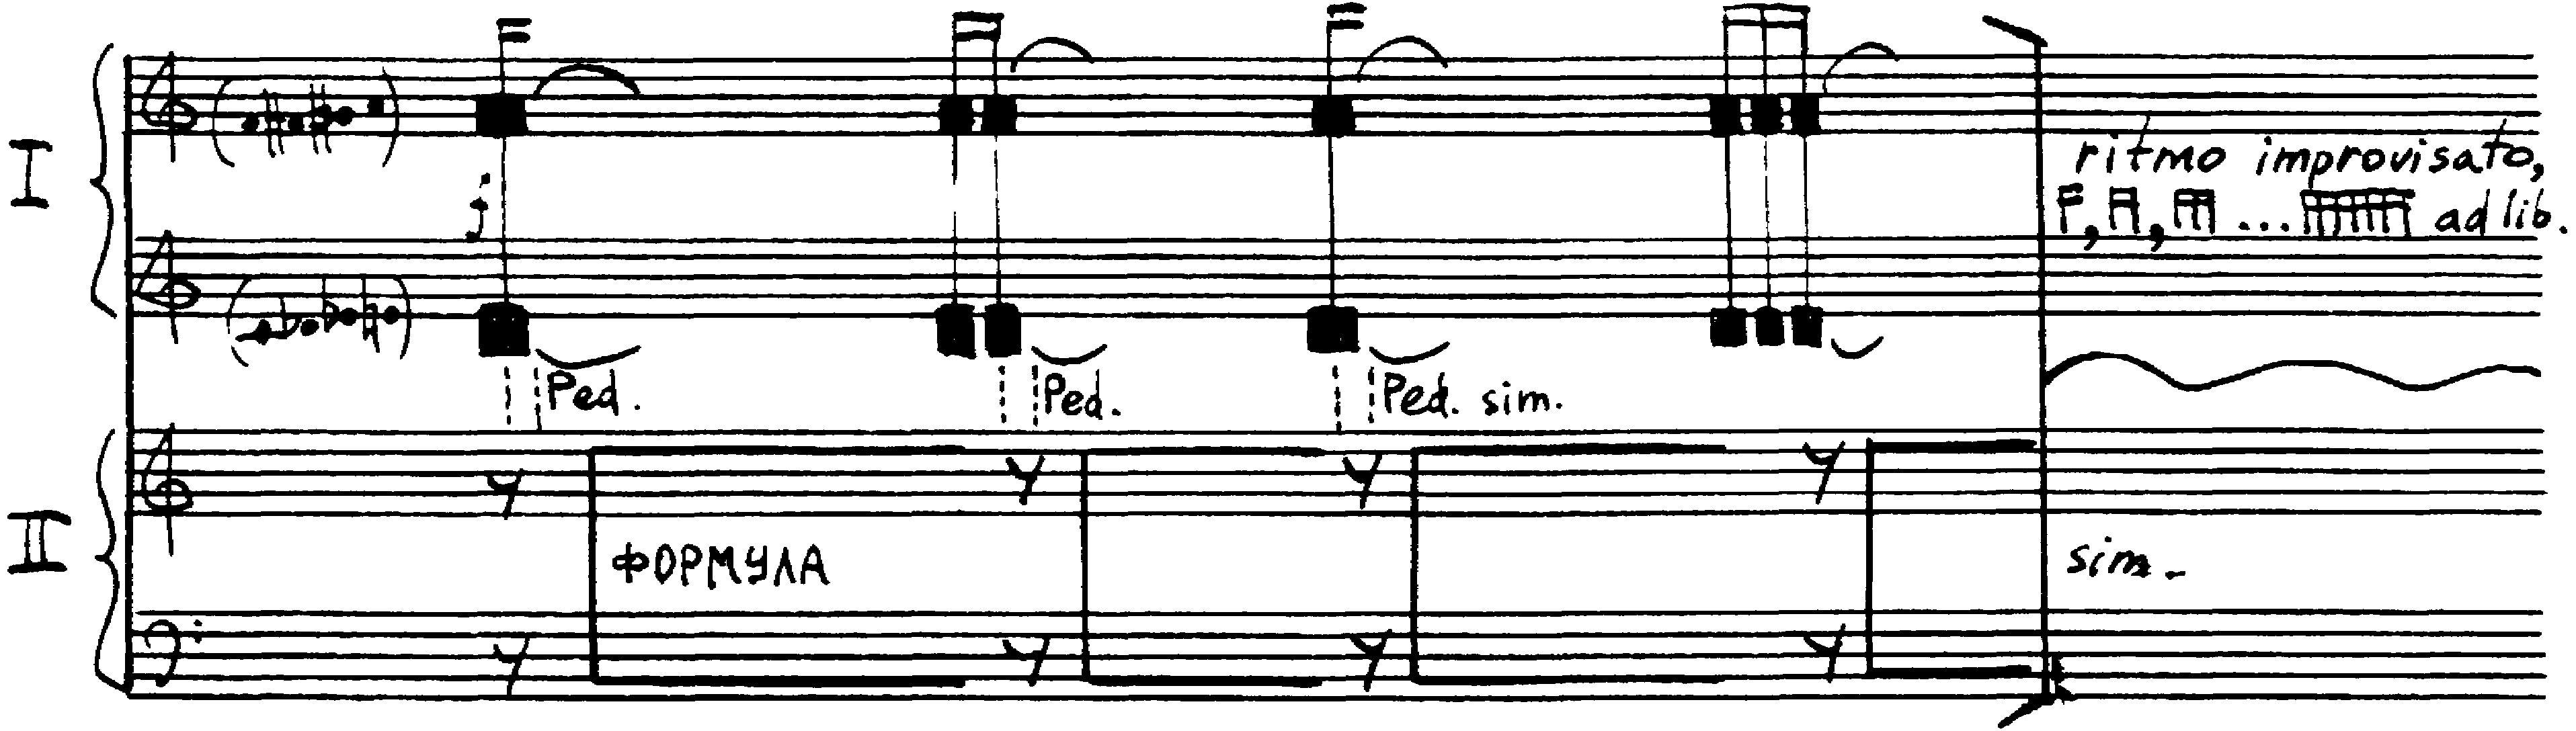 I
f
ritmo improvisato,
, , ... ad lib.
Ped. Ped. Ped. sim.
II
ФОРМУЛА
sim.